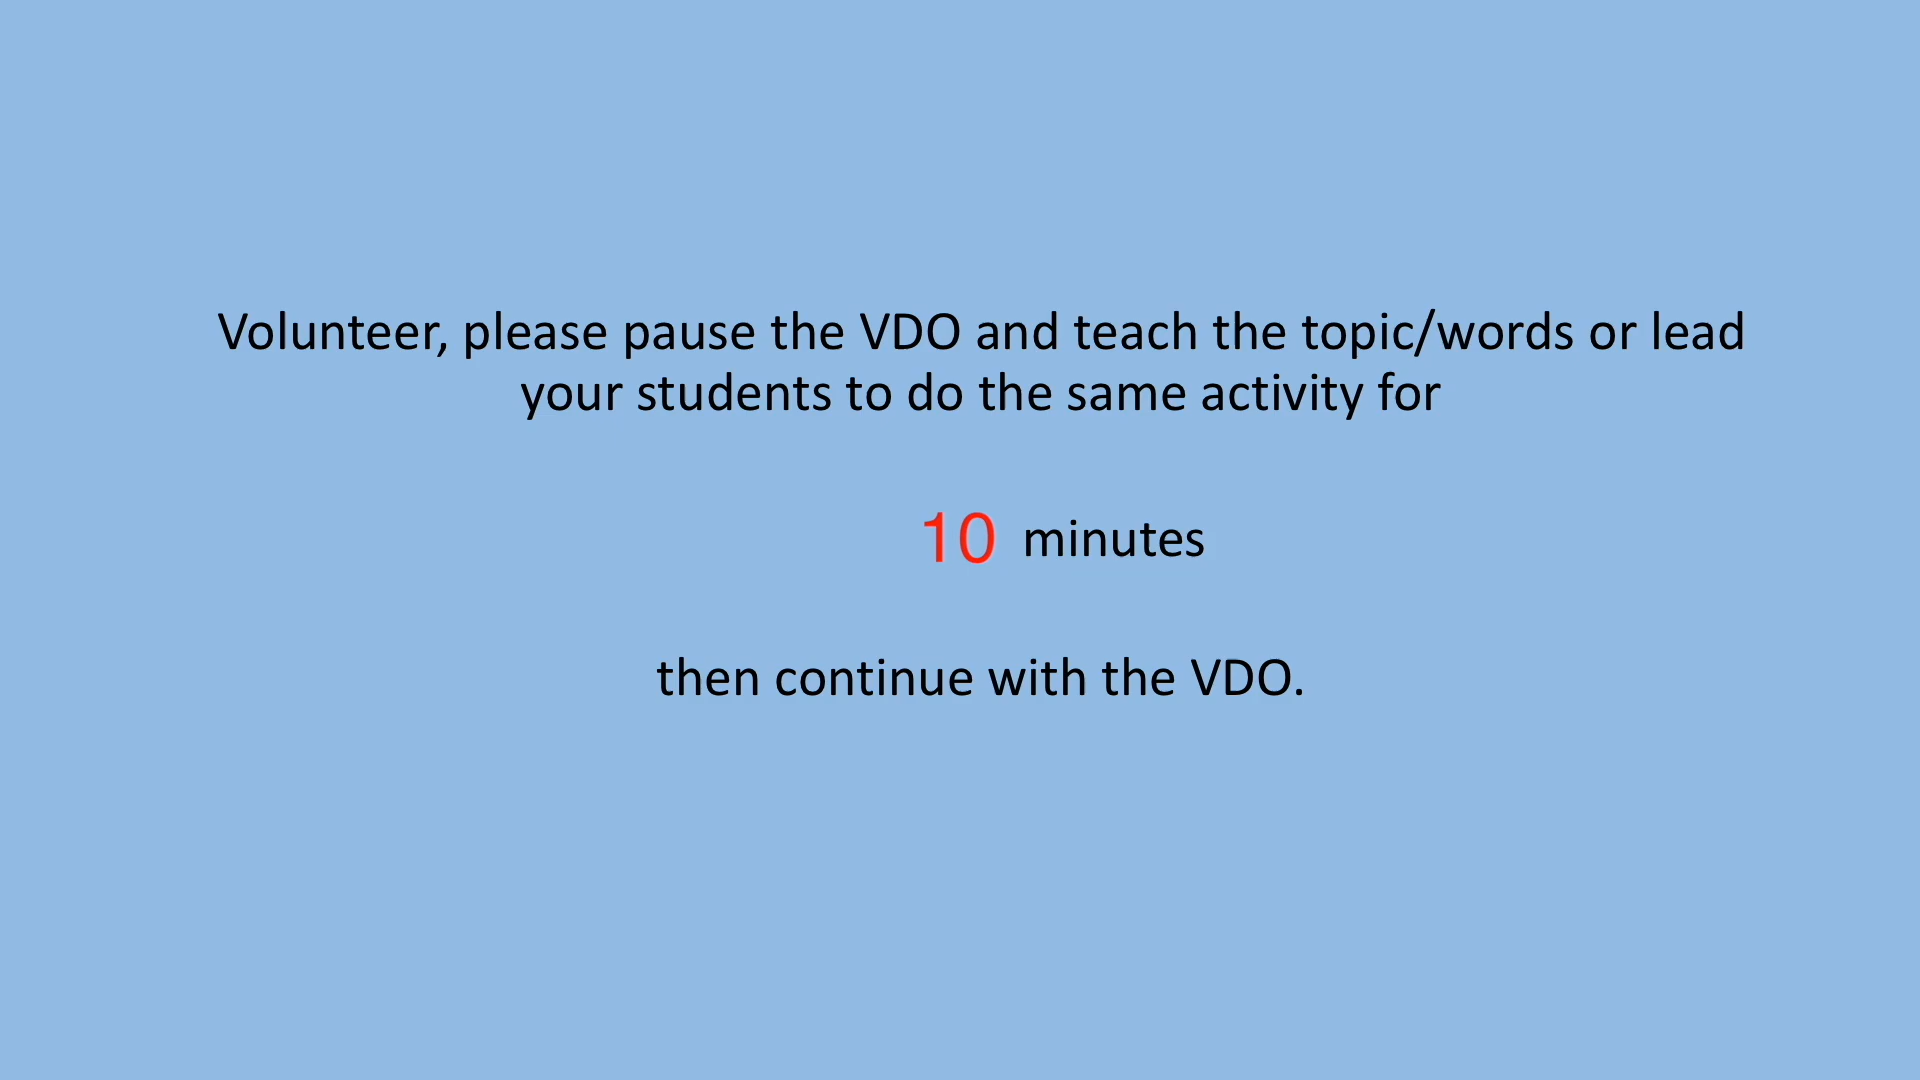 Volunteer, please pause the VDO and teach the topic/words or lead
your students to do the same activity for
10 minutes
then continue with the VDO.